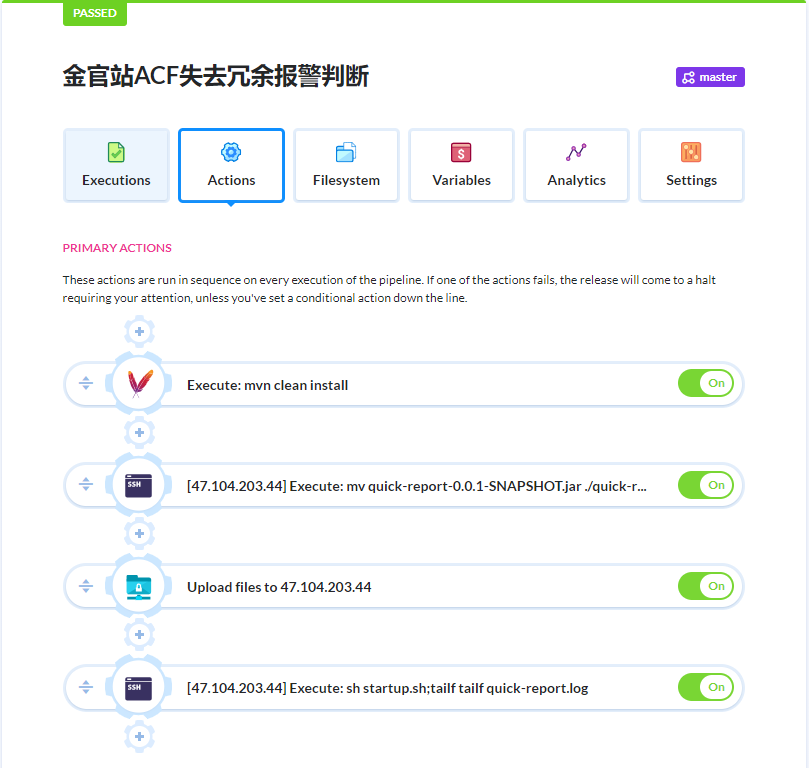 PASSED
金官站ACF失去冗余报警判断
master
Executions
Actions
Filesystem
Variables
Analytics
Settings
PRIMARY ACTIONS
These actions are run in sequence on every execution of the pipeline. If one of the actions fails, the release will come to a halt
requiring your attention, unless you've set a conditional action down the line.
Execute: mvn clean install
On
SSH
[47.104.203.44] Execute: mv quick-report-0.0.1-SNAPSHOT.jar ./quick-r...
On
Upload files to 47.104.203.44
On
SSH
[47.104.203.44] Execute: sh startup.sh;tailf tailf quick-report.log
On